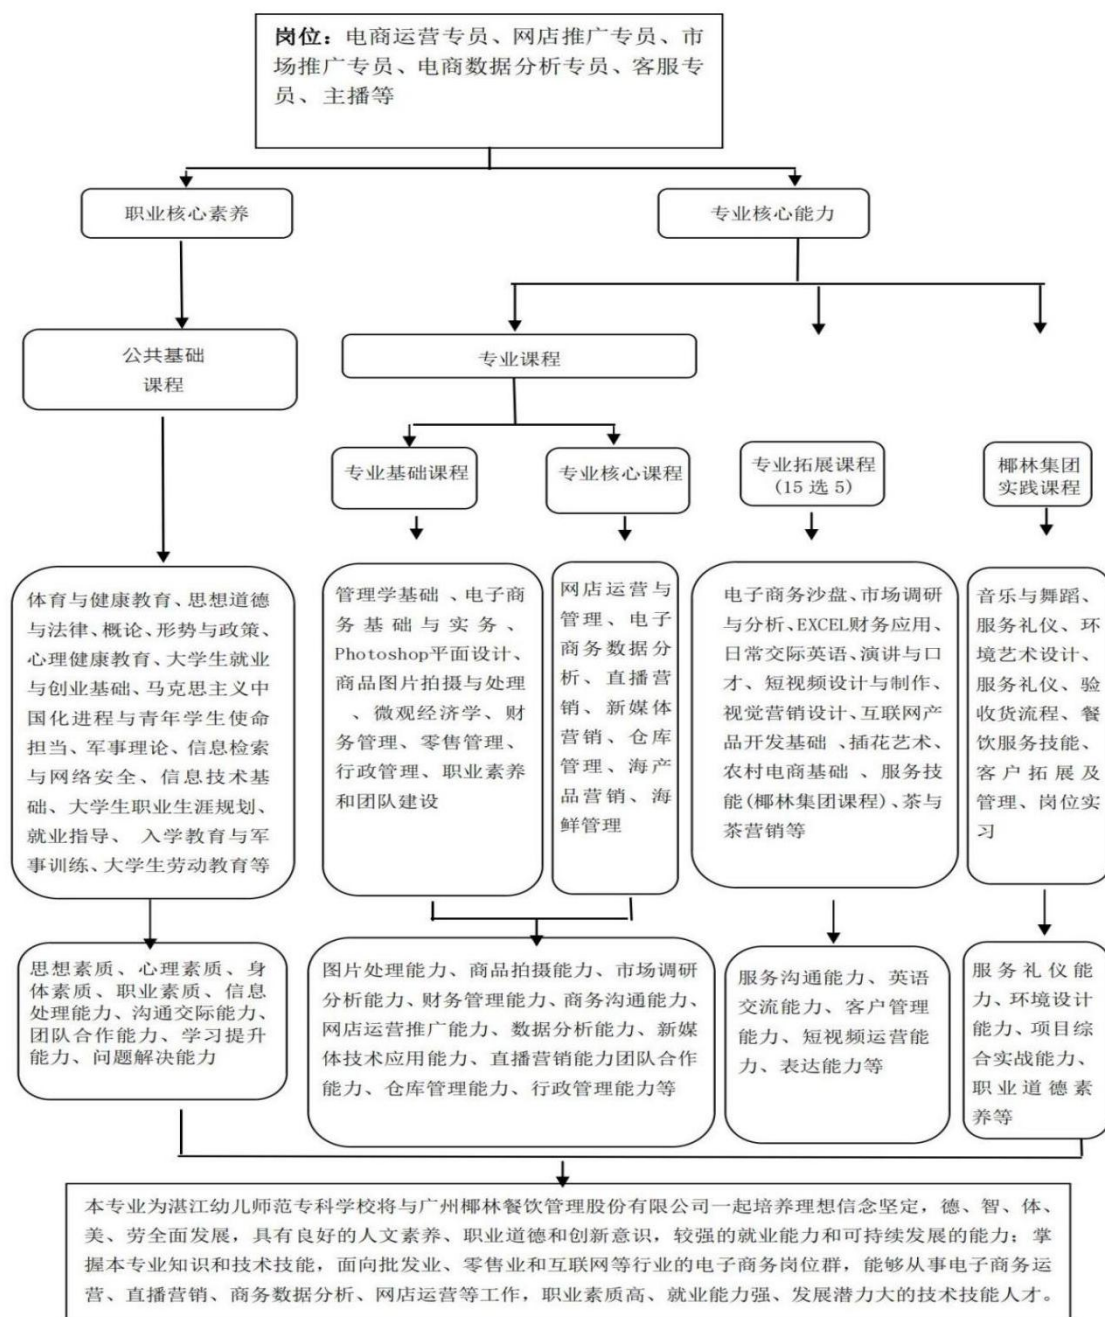 岗位：电商运营专员、网店推广专员、市
场推广专员、电商数据分析专员、客服专
员、主播等
职业核心素养
专业核心能力
公共基础
课程
专业课程
专业基础课程
专业核心课程
专业拓展课程
(15选5)
椰林集团
实践课程
体育与健康教育、思想道德
与法律、概论、形势与政策、
心理健康教育、大学生就业
与创业基础、马克思主义中
国化进程与青年学生使命
担当、军事理论、信息检索
与网络安全、信息技术基
础、大学生职业生涯规划、
就业指导、 入学教育与军
事训练、大学生劳动教育等
管理学基础 、电子商
务基础与实务、
Photoshop平面设计、
商品图片拍摄与处理
、微观经济学、财
务管理、零售管理、
行政管理、职业素养
和团队建设
网店运营与
管理、电子
商务数据分
析、直播营
销、新媒体
营销、仓库
管理、海产
品营销、海
鲜管理
电子商务沙盘、市场调研
与分析、EXCEL财务应用、
日常交际英语、演讲与口
才、短视频设计与制作、
视觉营销设计、互联网产
品开发基础 、插花艺术、
农村电商基础 、服务技
能(椰林集团课程)、茶与
茶营销等
音乐与舞蹈、
服务礼仪、环
境艺术设计、
服务礼仪、验
收货流程、餐
饮服务技能、
客户拓展及
管理、岗位实
习
思想素质、心理素质、身
体素质、职业素质、信息
处理能力、沟通交际能力、
团队合作能力、学习提升
能力、问题解决能力
图片处理能力、商品拍摄能力、市场调研
分析能力、财务管理能力、商务沟通能力、
网店运营推广能力、数据分析能力、新媒
体技术应用能力、直播营销能力团队合作
能力、仓库管理能力、行政管理能力等
服务沟通能力、英语
交流能力、客户管理
能力、短视频运营能
力、表达能力等
服务礼仪能
力、环境设计
能力、项目综
合实战能力、
职业道德素
养等
本专业为湛江幼儿师范专科学校将与广州椰林餐饮管理股份有限公司一起培养理想信念坚定，德、智、体、
美、劳全面发展，具有良好的人文素养、职业道德和创新意识，较强的就业能力和可持续发展的能力；掌
握本专业知识和技术技能，面向批发业、零售业和互联网等行业的电子商务岗位群，能够从事电子商务运
营、直播营销、商务数据分析、网店运营等工作，职业素质高、就业能力强、发展潜力大的技术技能人才。